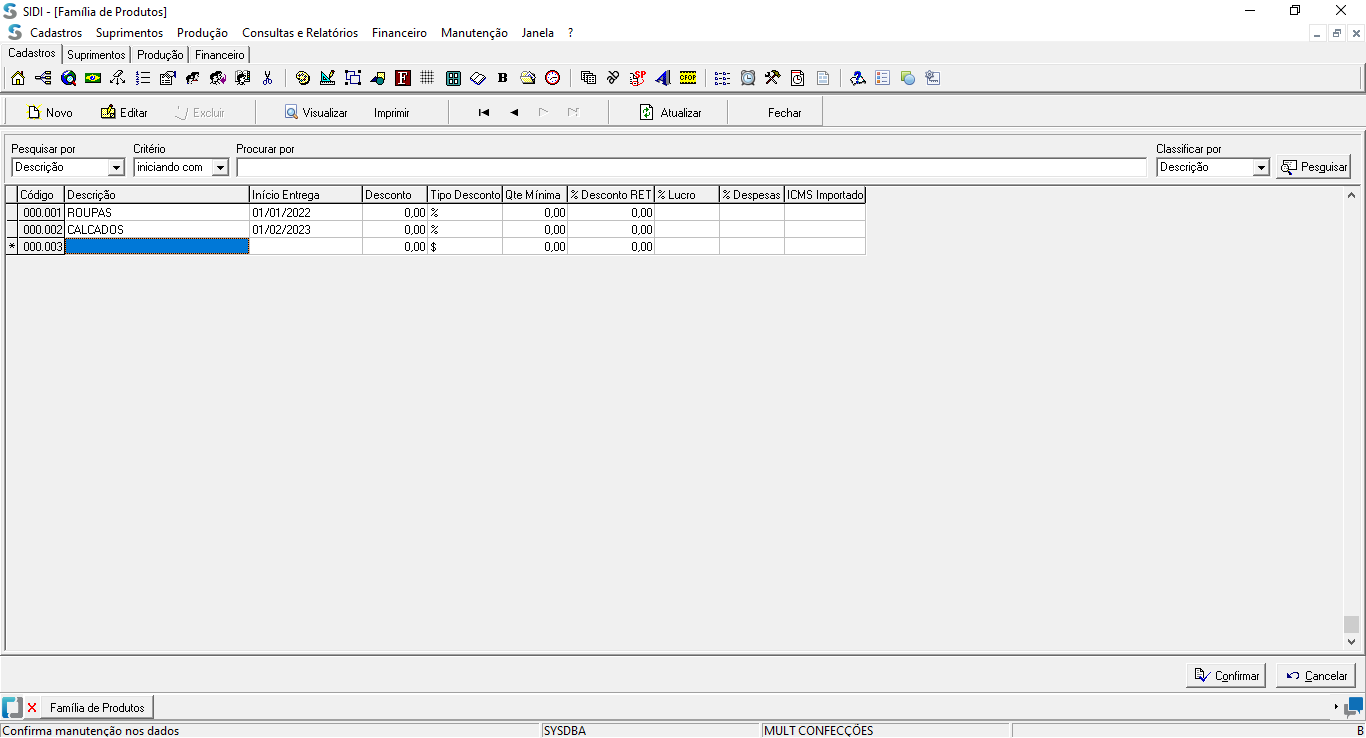 SIDI - [Família de Produtos]
Cadastros Suprimentos Produção Consultas e Relatórios Financeiro Manutenção Janela ?
Cadastros Suprimentos Produção Financeiro
F B SP CFOP
Novo Editar Excluir Visualizar Imprimir Atualizar Fechar
Pesquisar por Critério Procurar por Classificar por
Descrição iniciando com Descrição Pesquisar
Código Descrição Início Entrega Desconto Tipo Desconto Qte Mínima % Desconto RET % Lucro % Despesas ICMS Importado
000.001 ROUPAS 01/01/2022 0,00 % 0,00 0,00
000.002 CALCADOS 01/02/2023 0,00 % 0,00 0,00
* 000.003 0,00 $ 0,00 0,00
Confirmar Cancelar
Família de Produtos
Confirma manutenção nos dados SYSDBA MULT CONFECÇÕES B